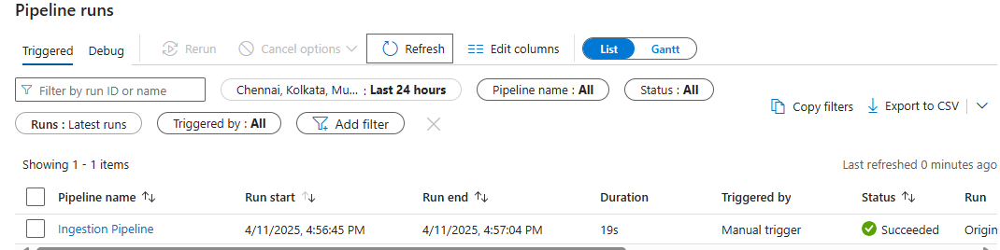 Pipeline runs
Triggered Debug Rerun Cancel options Refresh Edit columns List Gantt
Filter by run ID or name Chennai, Kolkata, Mu... : Last 24 hours Pipeline name : All Status : All
Copy filters Export to CSV
Runs : Latest runs Triggered by : All Add filter
Showing 1 - 1 items Last refreshed 0 minutes ago
Pipeline name Run start Run end Duration Triggered by Status Run
Ingestion Pipeline 4/11/2025, 4:56:45 PM 4/11/2025, 4:57:04 PM 19s Manual trigger Succeeded Origin